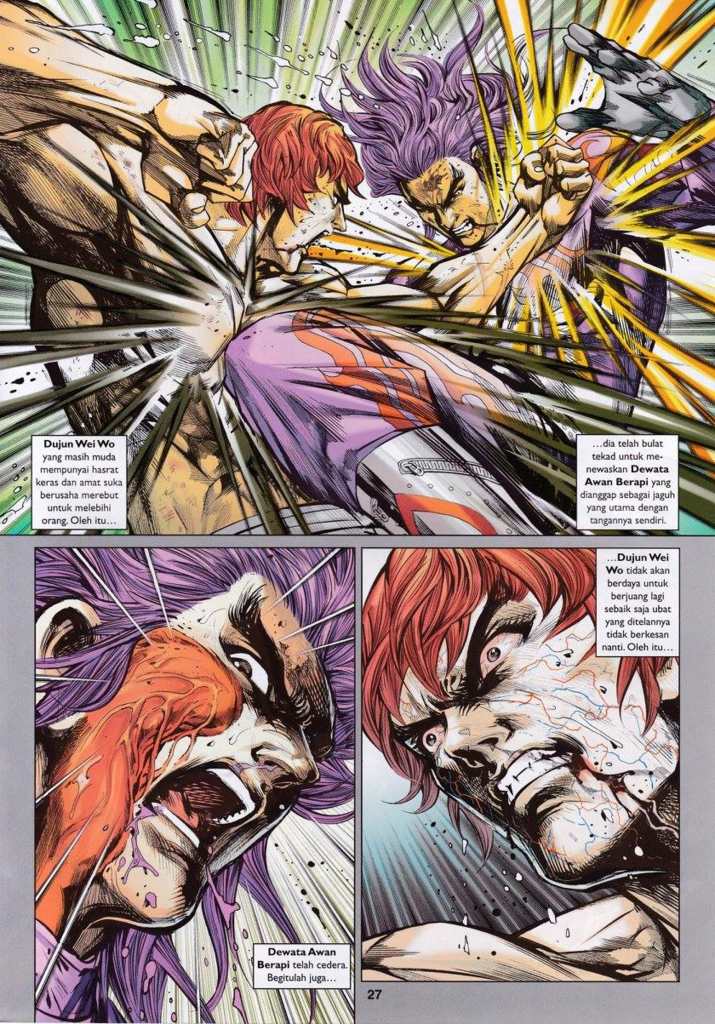 Dujun Wei Wo
yang masih muda
mempunyai hasrat
keras dan amat suka
berusaha merebut
untuk melebihi
orang. Oleh itu…
…dia telah bulat
tekad untuk me-
newaskan Dewata
Awan Berapi yang
dianggap sebagai jaguh
yang utama dengan
tangannya sendiri.
Dewata Awan
Berapi telah cedera.
Begitulah juga…
…Dujun Wei
Wo tidak akan
berdaya untuk
berjuang lagi
sebaik saja ubat
yang ditelannya
tidak berkesan
nanti. Oleh itu…
27